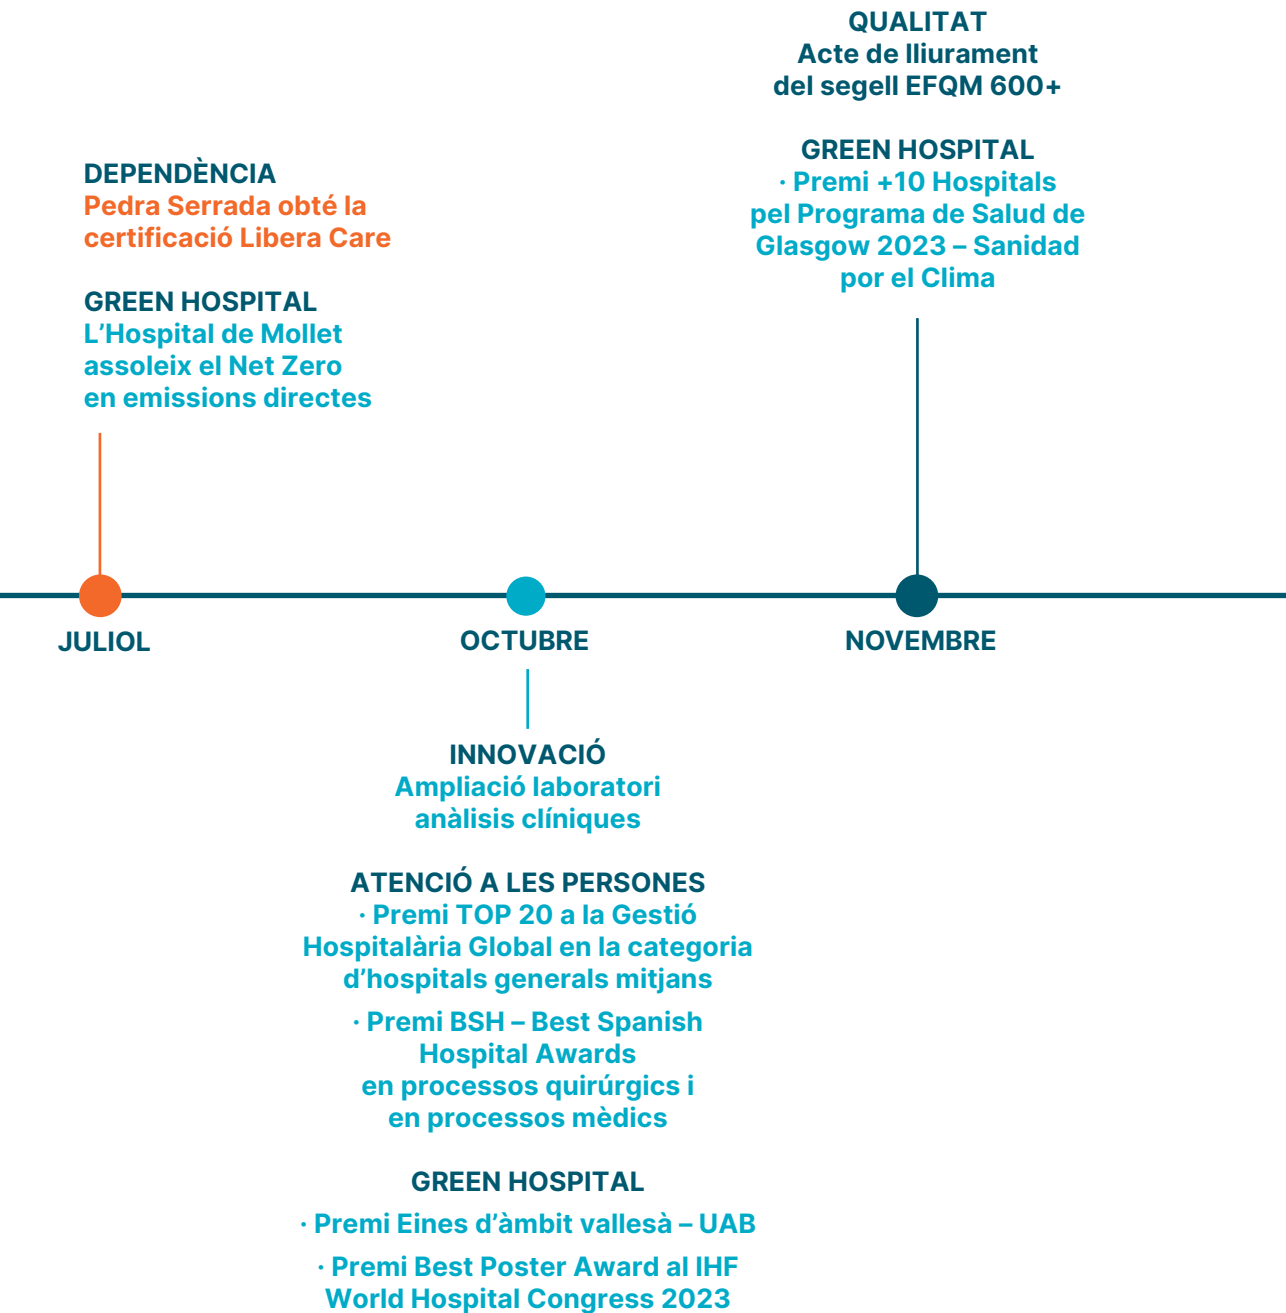 DEPENDÈNCIA
Pedra Serrada obté la
certificació Libera Care
GREEN HOSPITAL
L'Hospital de Mollet
assoleix el Net Zero
en emissions directes
JULIOL
OCTUBRE
INNOVACIÓ
Ampliació laboratori
anàlisis clíniques
ATENCIÓ A LES PERSONES
· Premi TOP 20 a la Gestió
Hospitalària Global en la categoria
d'hospitals generals mitjans
· Premi BSH – Best Spanish
Hospital Awards
en processos quirúrgics i
en processos mèdics
GREEN HOSPITAL
· Premi Eines d'àmbit vallesà – UAB
· Premi Best Poster Award al IHF
World Hospital Congress 2023
QUALITAT
Acte de lliurament
del segell EFQM 600+
GREEN HOSPITAL
· Premi +10 Hospitals
pel Programa de Salud de
Glasgow 2023 – Sanidad
por el Clima
NOVEMBRE